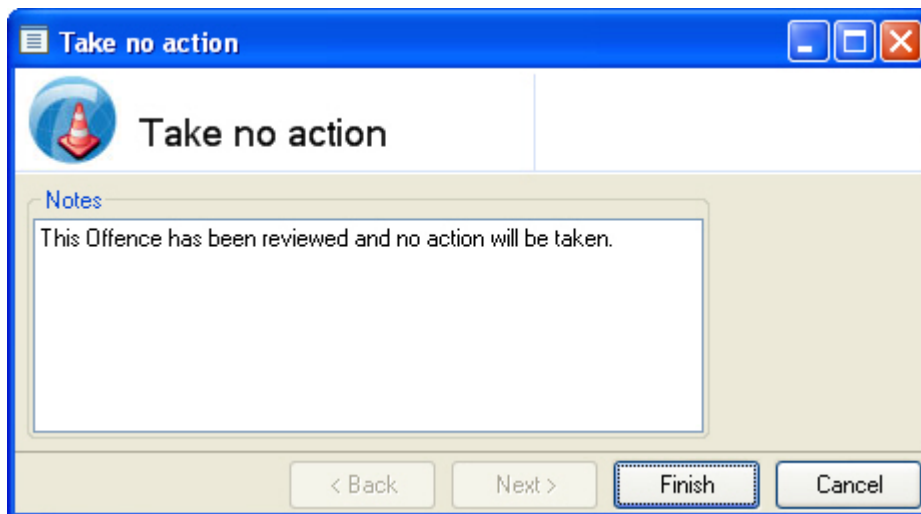 Take no action
Take no action
Notes
This Offence has been reviewed and no action will be taken.
< Back
Next >
Finish
Cancel